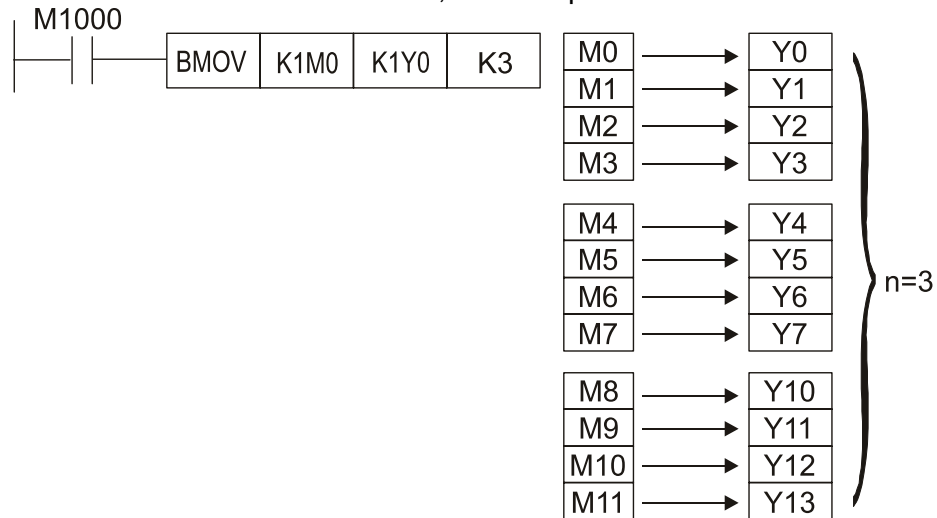 M1000
BMOV K1M0 K1Y0 K3
M0 Y0
M1 Y1
M2 Y2
M3 Y3
M4 Y4
M5 Y5
M6 Y6
M7 Y7
n=3
M8 Y10
M9 Y11
M10 Y12
M11 Y13